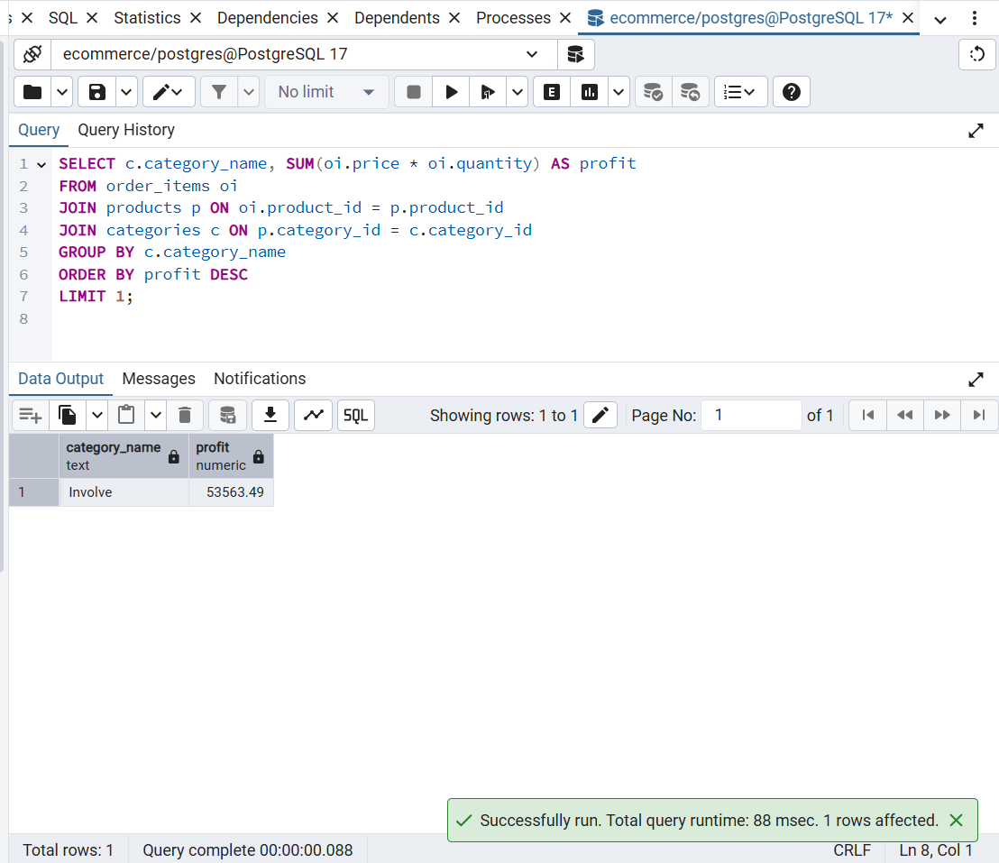 s SQL Statistics Dependencies Dependents Processes ecommerce/postgres@PostgreSQL 17*
ecommerce/postgres@PostgreSQL 17
No limit E
Query Query History
1 SELECT c.category_name, SUM(oi.price * oi.quantity) AS profit
2 FROM order_items oi
3 JOIN products p ON oi.product_id = p.product_id
4 JOIN categories c ON p.category_id = c.category_id
5 GROUP BY c.category_name
6 ORDER BY profit DESC
7 LIMIT 1;
8
Data Output Messages Notifications
SQL Showing rows: 1 to 1 Page No: 1 of 1
category_name profit
text numeric
1 Involve 53563.49
Successfully run. Total query runtime: 88 msec. 1 rows affected.
Total rows: 1 Query complete 00:00:00.088 CRLF Ln 8, Col 1